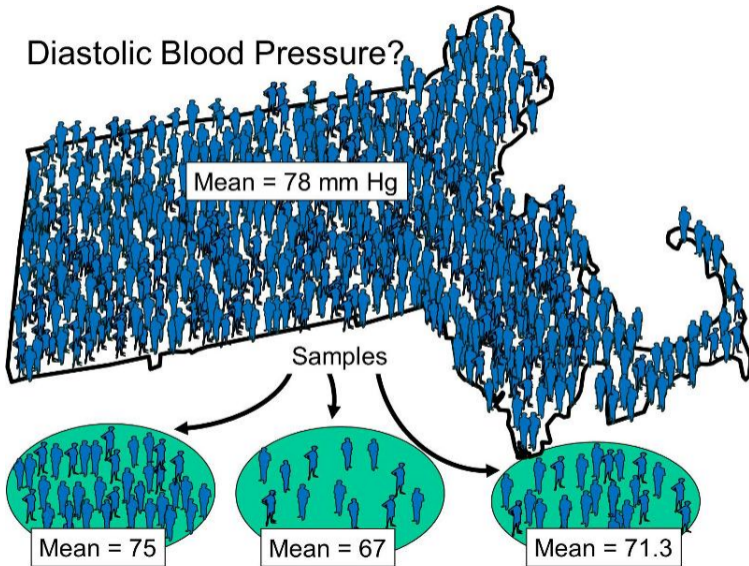 Diastolic Blood Pressure?
Mean = 78 mm Hg
Samples
Mean = 75
Mean = 67
Mean = 71.3